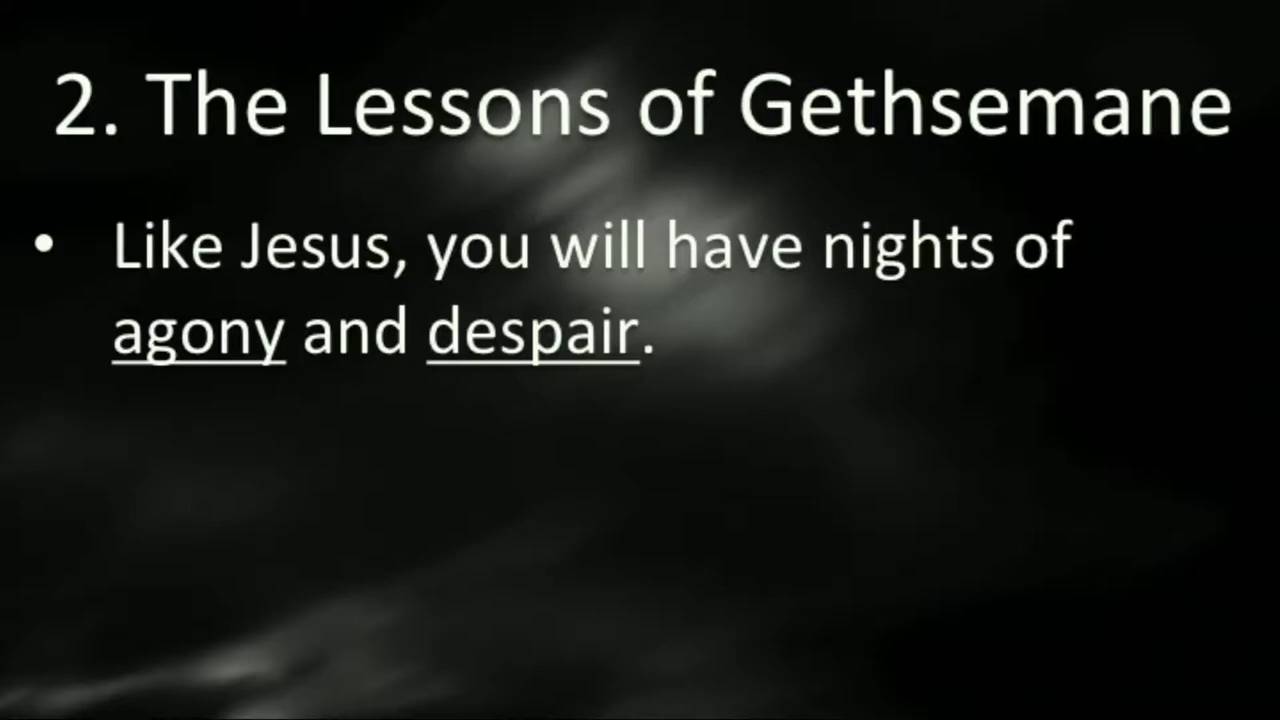 2. The Lessons of Gethsemane
• Like Jesus, you will have nights of
agony and despair.